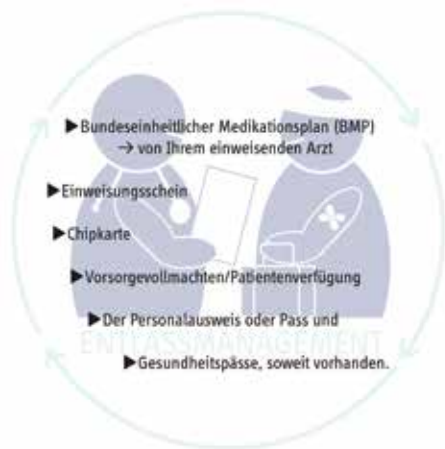 ▶Bundeseinheitlicher Medikationsplan (BMP)
→ von Ihrem einweisenden Arzt
▶Einweisungsschein
▶Chipkarte
▶Vorsorgevollmachten/Patientenverfügung
▶Der Personalausweis oder Pass und
ENTLASSMANAGEMENT
▶Gesundheitspässe, soweit vorhanden.